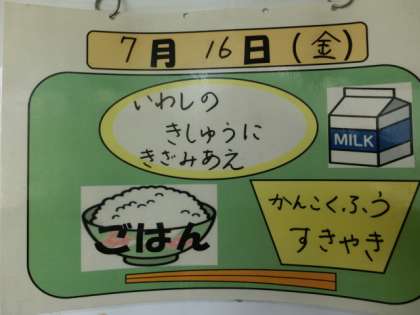 7月 16日(金)
いわしの
きしゅうに
きざみあえ
MILK
ごはん
かんこくふう
すきやき